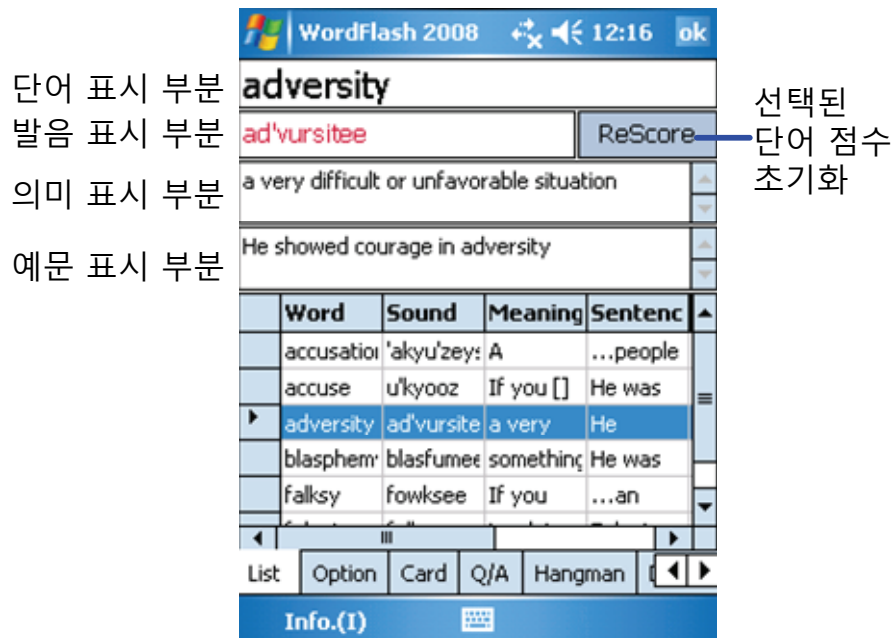 WordFlash 2008 12:16 ok
단어 표시 부분
adversity
발음 표시 부분
ad'vursitee
ReScore
선택된
단어 점수
초기화
의미 표시 부분
a very difficult or unfavorable situation
예문 표시 부분
He showed courage in adversity
Word Sound Meaning Sentenc
accusatio 'akyu'zeys A ...people
accuse u'kyooz If you [] He was
adversity ad'vursite a very He
blasphem blasfumee something He was
falksy fowksee If you ...an
List Option Card Q/A Hangman
Info.(I)